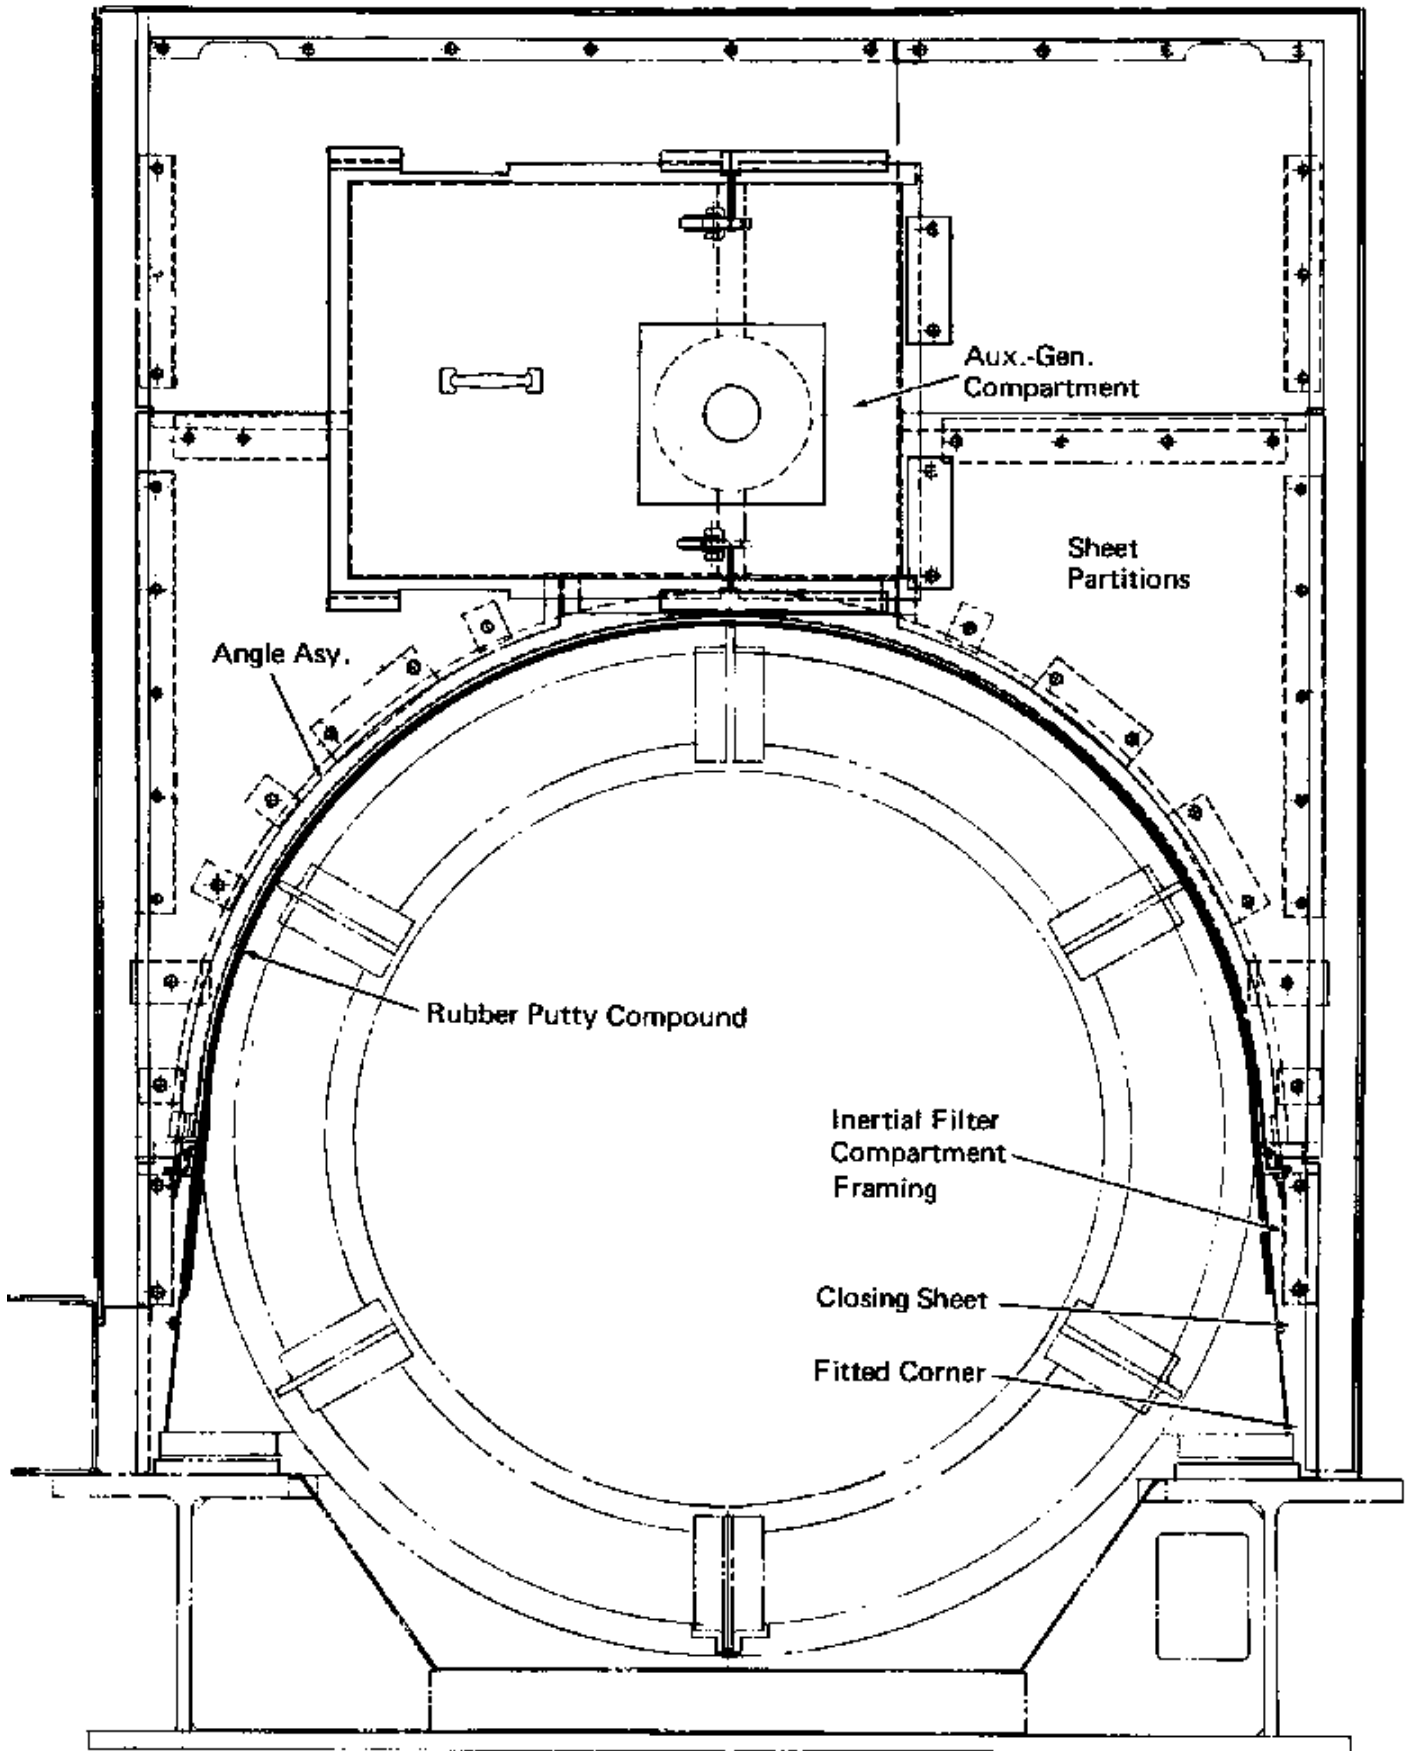 Aux.-Gen.
Compartment
Sheet
Partitions
Angle Asy.
Rubber Putty Compound
Inertial Filter
Compartment
Framing
Closing Sheet
Fitted Corner